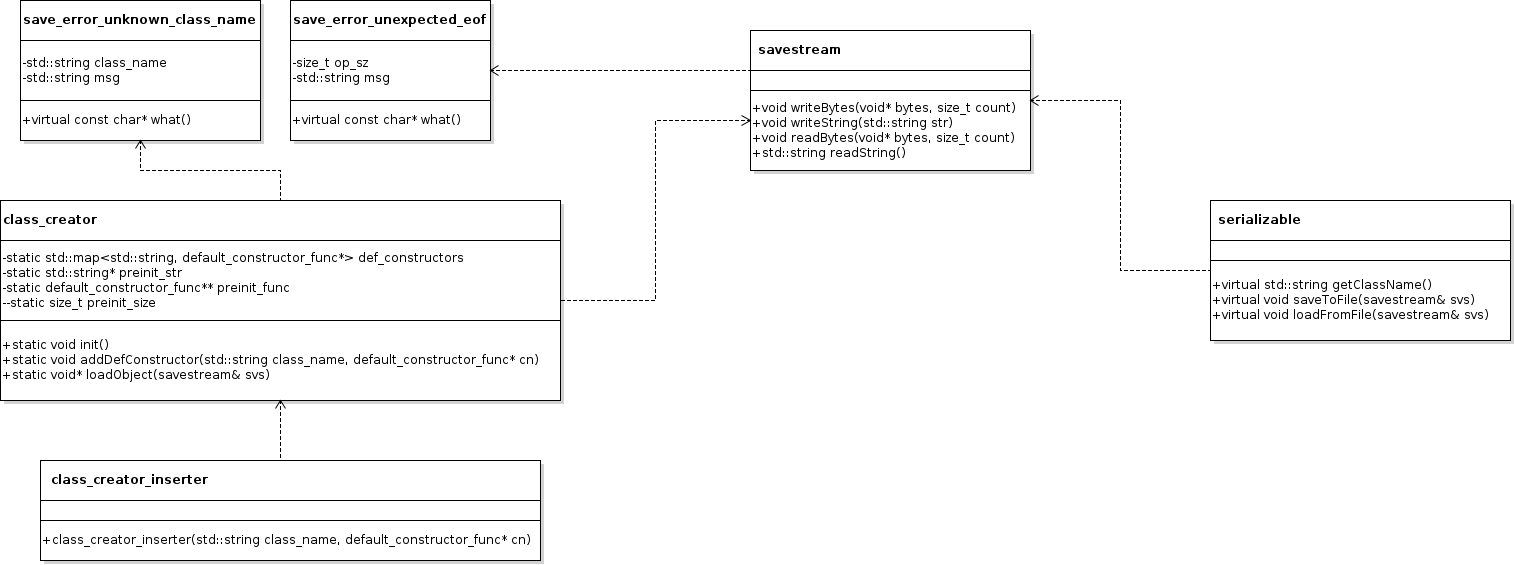 save_error_unknown_class_name
-std::string class_name
-std::string msg
+virtual const char* what()
save_error_unexpected_eof
-size_t op_sz
-std::string msg
+virtual const char* what()
savestream
+void writeBytes(void* bytes, size_t count)
+void writeString(std::string str)
+void readBytes(void* bytes, size_t count)
+std::string readString()
class_creator
-static std::map<std::string, default_constructor_func*> def_constructors
-static std::string* preinit_str
-static default_constructor_func** preinit_func
--static size_t preinit_size
+static void init()
+static void addDefConstructor(std::string class_name, default_constructor_func* cn)
+static void* loadObject(savestream& svs)
serializable
+virtual std::string getClassName()
+virtual void saveToFile(savestream& svs)
+virtual void loadFromFile(savestream& svs)
class_creator_inserter
+class_creator_inserter(std::string class_name, default_constructor_func* cn)